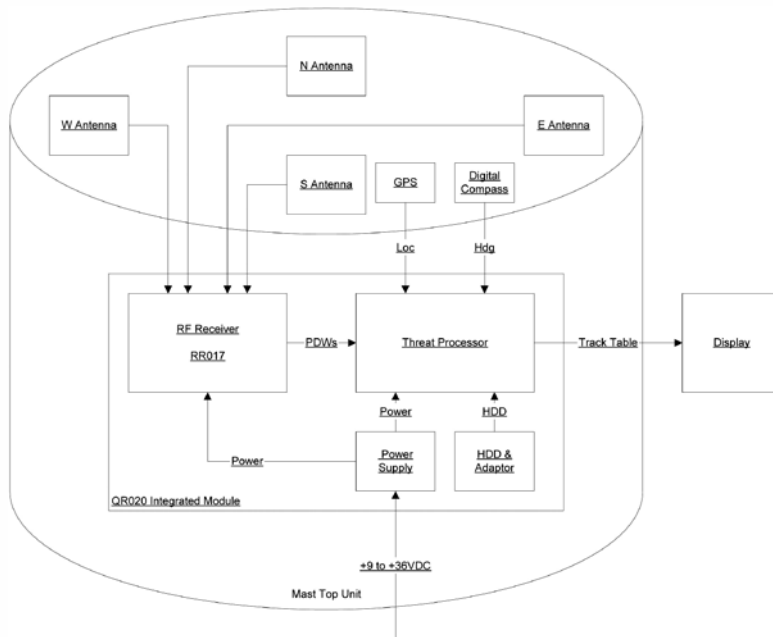 N Antenna
W Antenna
E Antenna
S Antenna
GPS
Digital
Compass
Loc
Hdg
RF Receiver
RR017
PDWs
Threat Processor
Track Table
Display
Power
HDD
Power
Power
Supply
HDD &
Adaptor
QR020 Integrated Module
+9 to +36VDC
Mast Top Unit